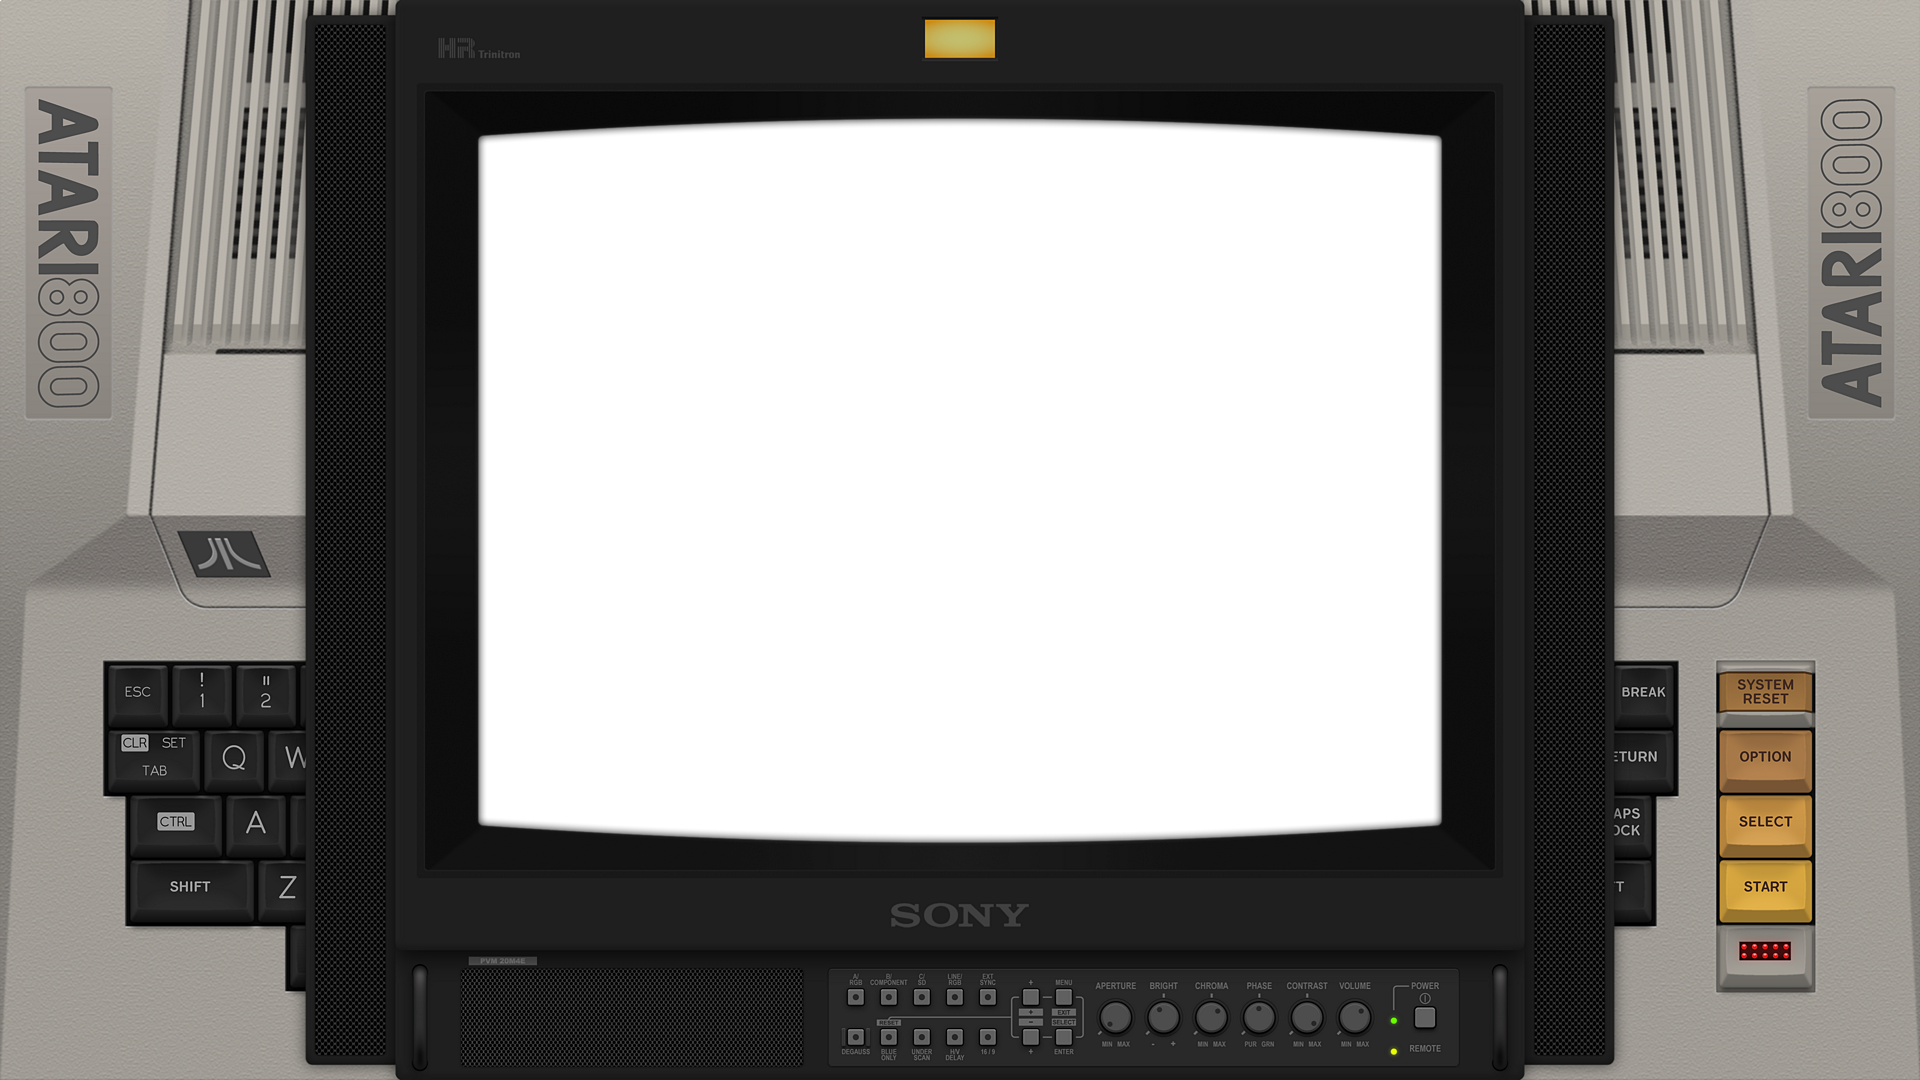 HR Trinitron
ATARI800
ATARI800
ESC
!
1
"
2
CLR SET
TAB
Q
W
CTRL
A
SHIFT
Z
BREAK
ETURN
APS
OCK
T
SYSTEM
RESET
OPTION
SELECT
START
SONY
PVM 20M4E
A/
RGB
B/
COMPONENT
C/
SD
LINE/
RGB
EXT
SYNC
+
MENU
+
EXIT
−
SELECT
RESET
DEGAUSS
BLUE
ONLY
UNDER
SCAN
H/V
DELAY
16/9
+
ENTER
APERTURE
MIN MAX
BRIGHT
- +
CHROMA
MIN MAX
PHASE
PUR GRN
CONTRAST
MIN MAX
VOLUME
MIN MAX
POWER
REMOTE